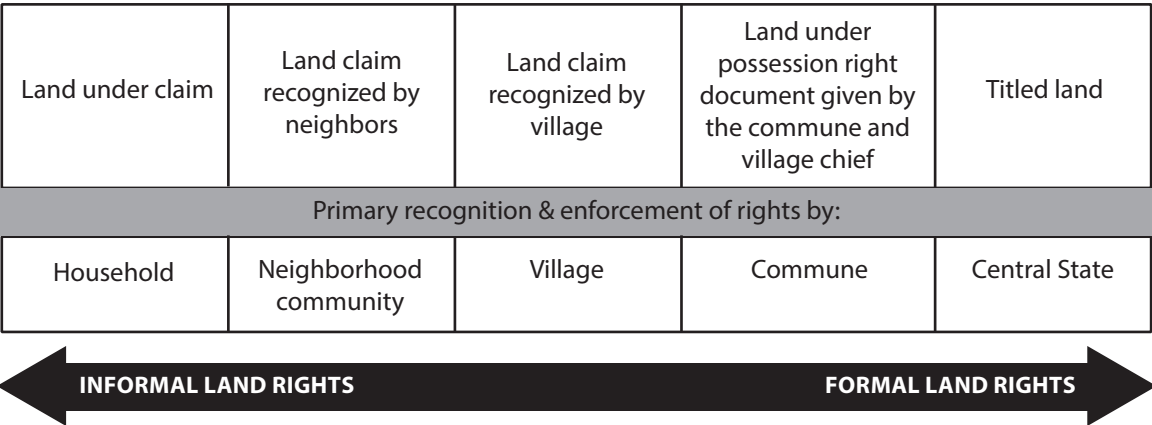 Land under claim
Land claim
recognized by
neighbors
Land claim
recognized by
village
Land under
possession right
document given by
the commune and
village chief
Titled land
Primary recognition & enforcement of rights by:
Household
Neighborhood
community
Village
Commune
Central State
INFORMAL LAND RIGHTS
FORMAL LAND RIGHTS